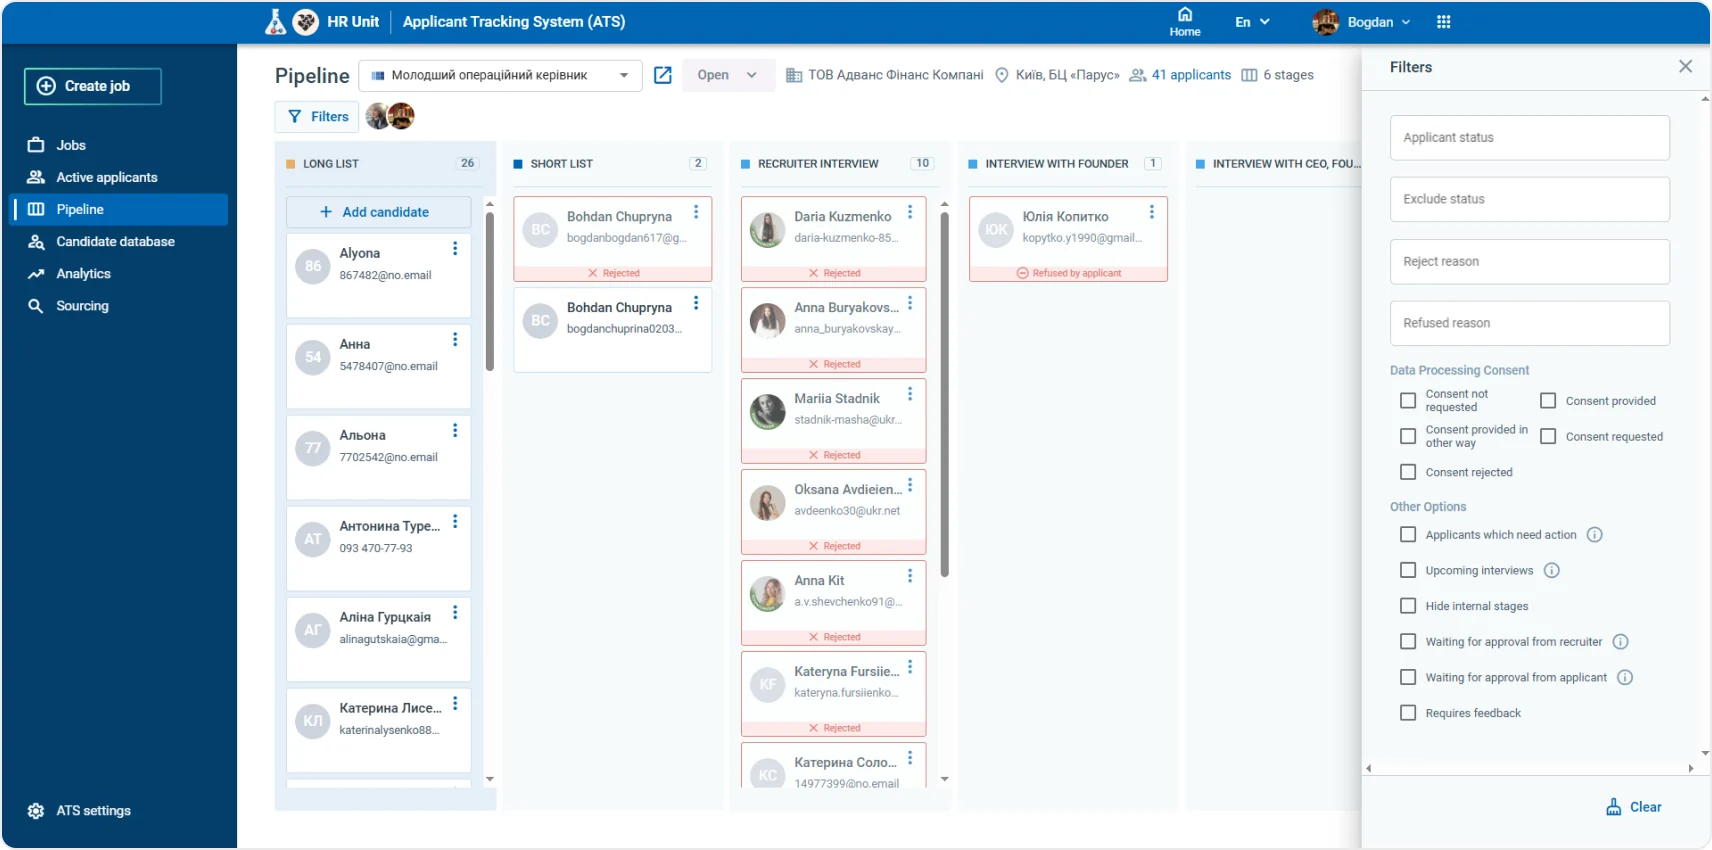 HR Unit
Applicant Tracking System (ATS)
Home
En
Bogdan
Create job
Jobs
Active applicants
Pipeline
Candidate database
Analytics
Sourcing
ATS settings
Pipeline
Молодший операційний керівник
Open
ТОВ Адванс Фінанс Компані
Київ, БЦ «Парус»
41 applicants
6 stages
Filters
LONG LIST
26
Add candidate
86
Alyona
867482@no.email
54
Анна
5478407@no.email
77
Альона
7702542@no.email
АТ
Антонина Туре...
093 470-77-93
АГ
Аліна Гурцкаія
alinagutskaia@gma...
КЛ
Катерина Лисе...
katerinalysenko88...
SHORT LIST
2
BC
Bohdan Chupryna
bogdanbogdan617@g...
Rejected
BC
Bohdan Chupryna
bogdanchuprina0203...
RECRUITER INTERVIEW
10
Daria Kuzmenko
daria-kuzmenko-85...
Rejected
Anna Buryakovs...
anna_buryakovskay...
Rejected
Mariia Stadnik
stadnik-masha@ukr...
Rejected
Oksana Avdieien...
avdeenko30@ukr.net
Rejected
Anna Kit
a.v.shevchenko91@...
Rejected
KF
Kateryna Fursiie...
kateryna.fursiienko...
Rejected
КС
Катерина Соло...
14977399@no.email
INTERVIEW WITH FOUNDER
1
ЮК
Юлія Копитко
kopytko.y1990@gmail...
Refused by applicant
INTERVIEW WITH CEO, FOU...
Filters
Applicant status
Exclude status
Reject reason
Refused reason
Data Processing Consent
Consent not
requested
Consent provided
Consent provided in
other way
Consent requested
Consent rejected
Other Options
Applicants which need action
Upcoming interviews
Hide internal stages
Waiting for approval from recruiter
Waiting for approval from applicant
Requires feedback
Clear